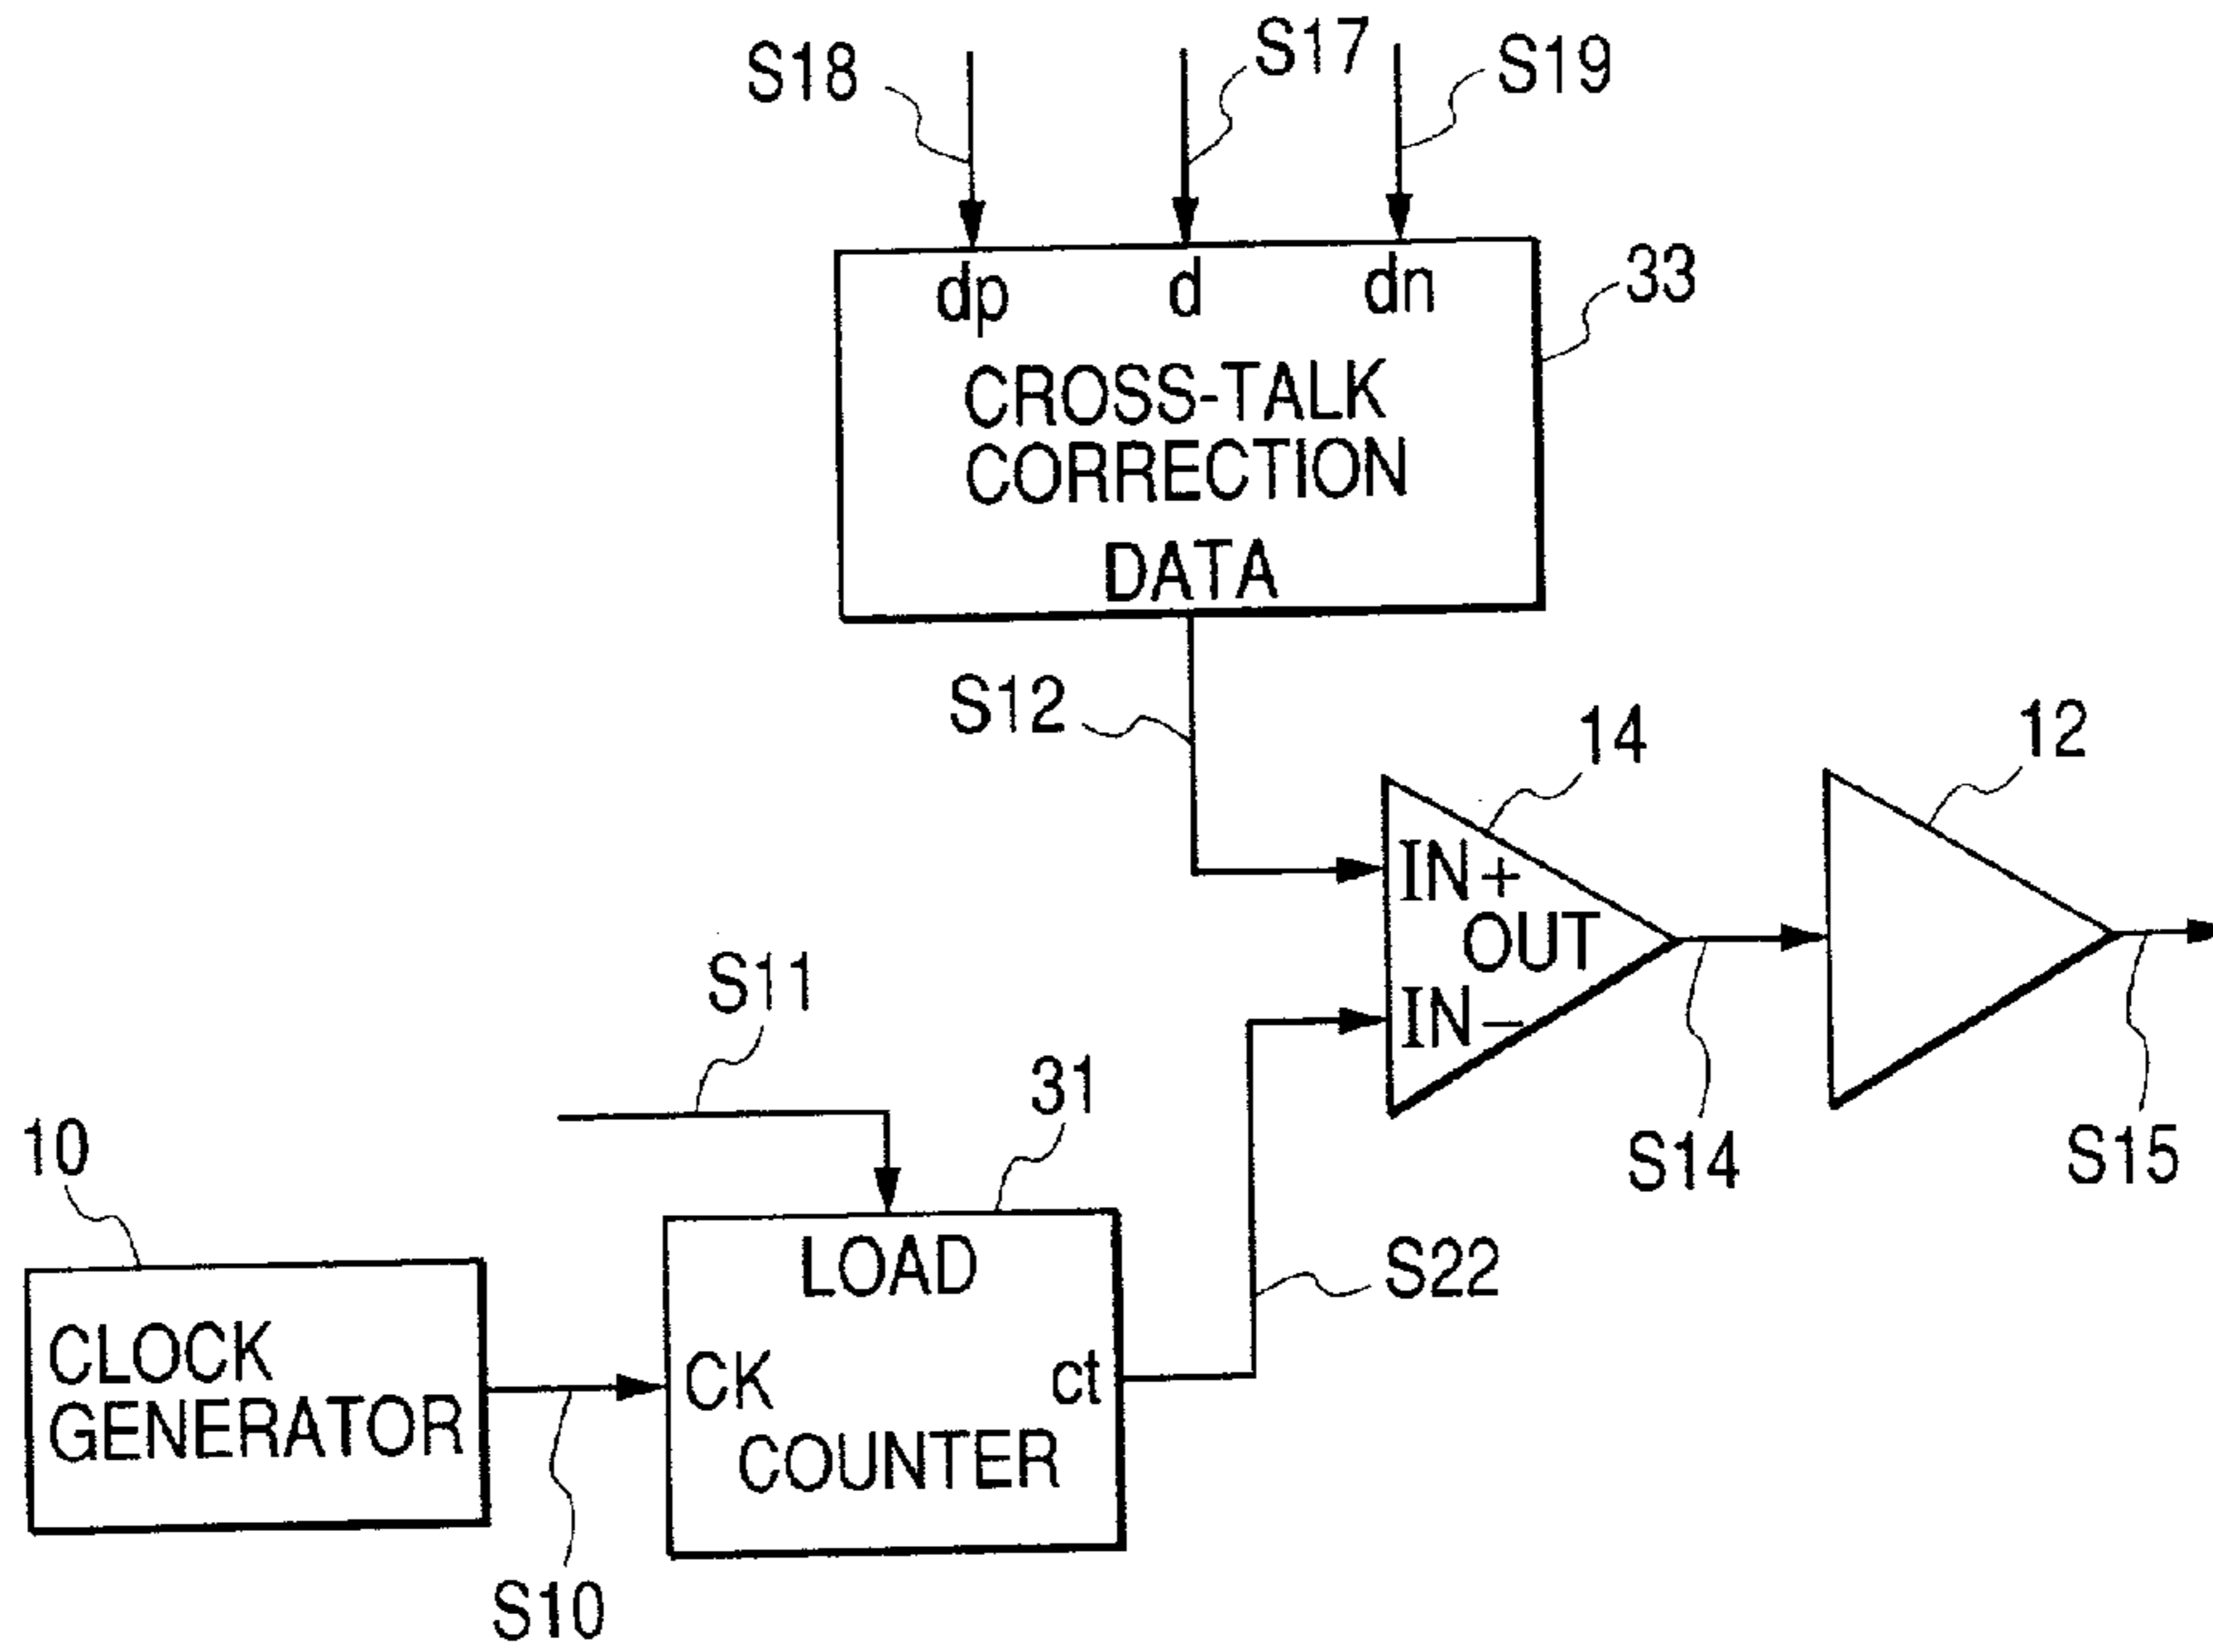 S18
S17
S19
dp
d
dn
33
CROSS-TALK
CORRECTION
DATA
S12
14
12
IN+
OUT
IN-
S11
31
S14
S15
10
LOAD
S22
CLOCK
GENERATOR
CK
ct
COUNTER
S10